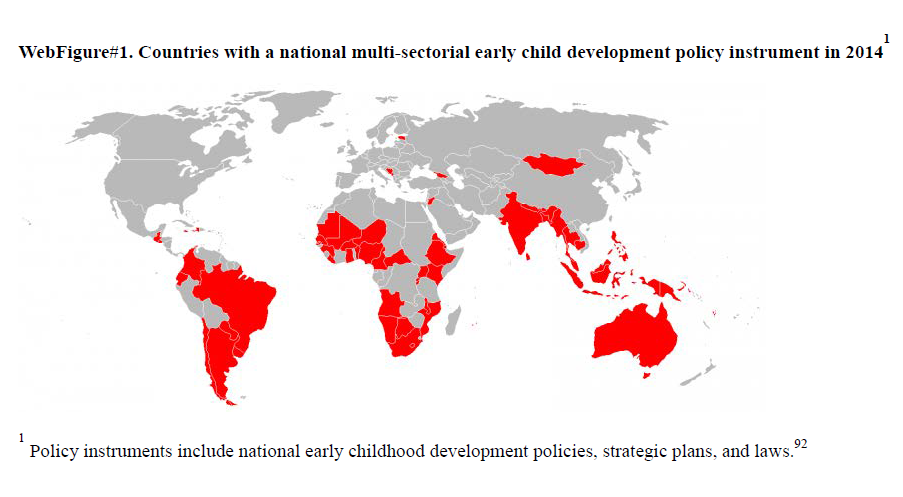 WebFigure#1. Countries with a national multi-sectorial early child development policy instrument in 2014¹
¹ Policy instruments include national early childhood development policies, strategic plans, and laws.⁹²